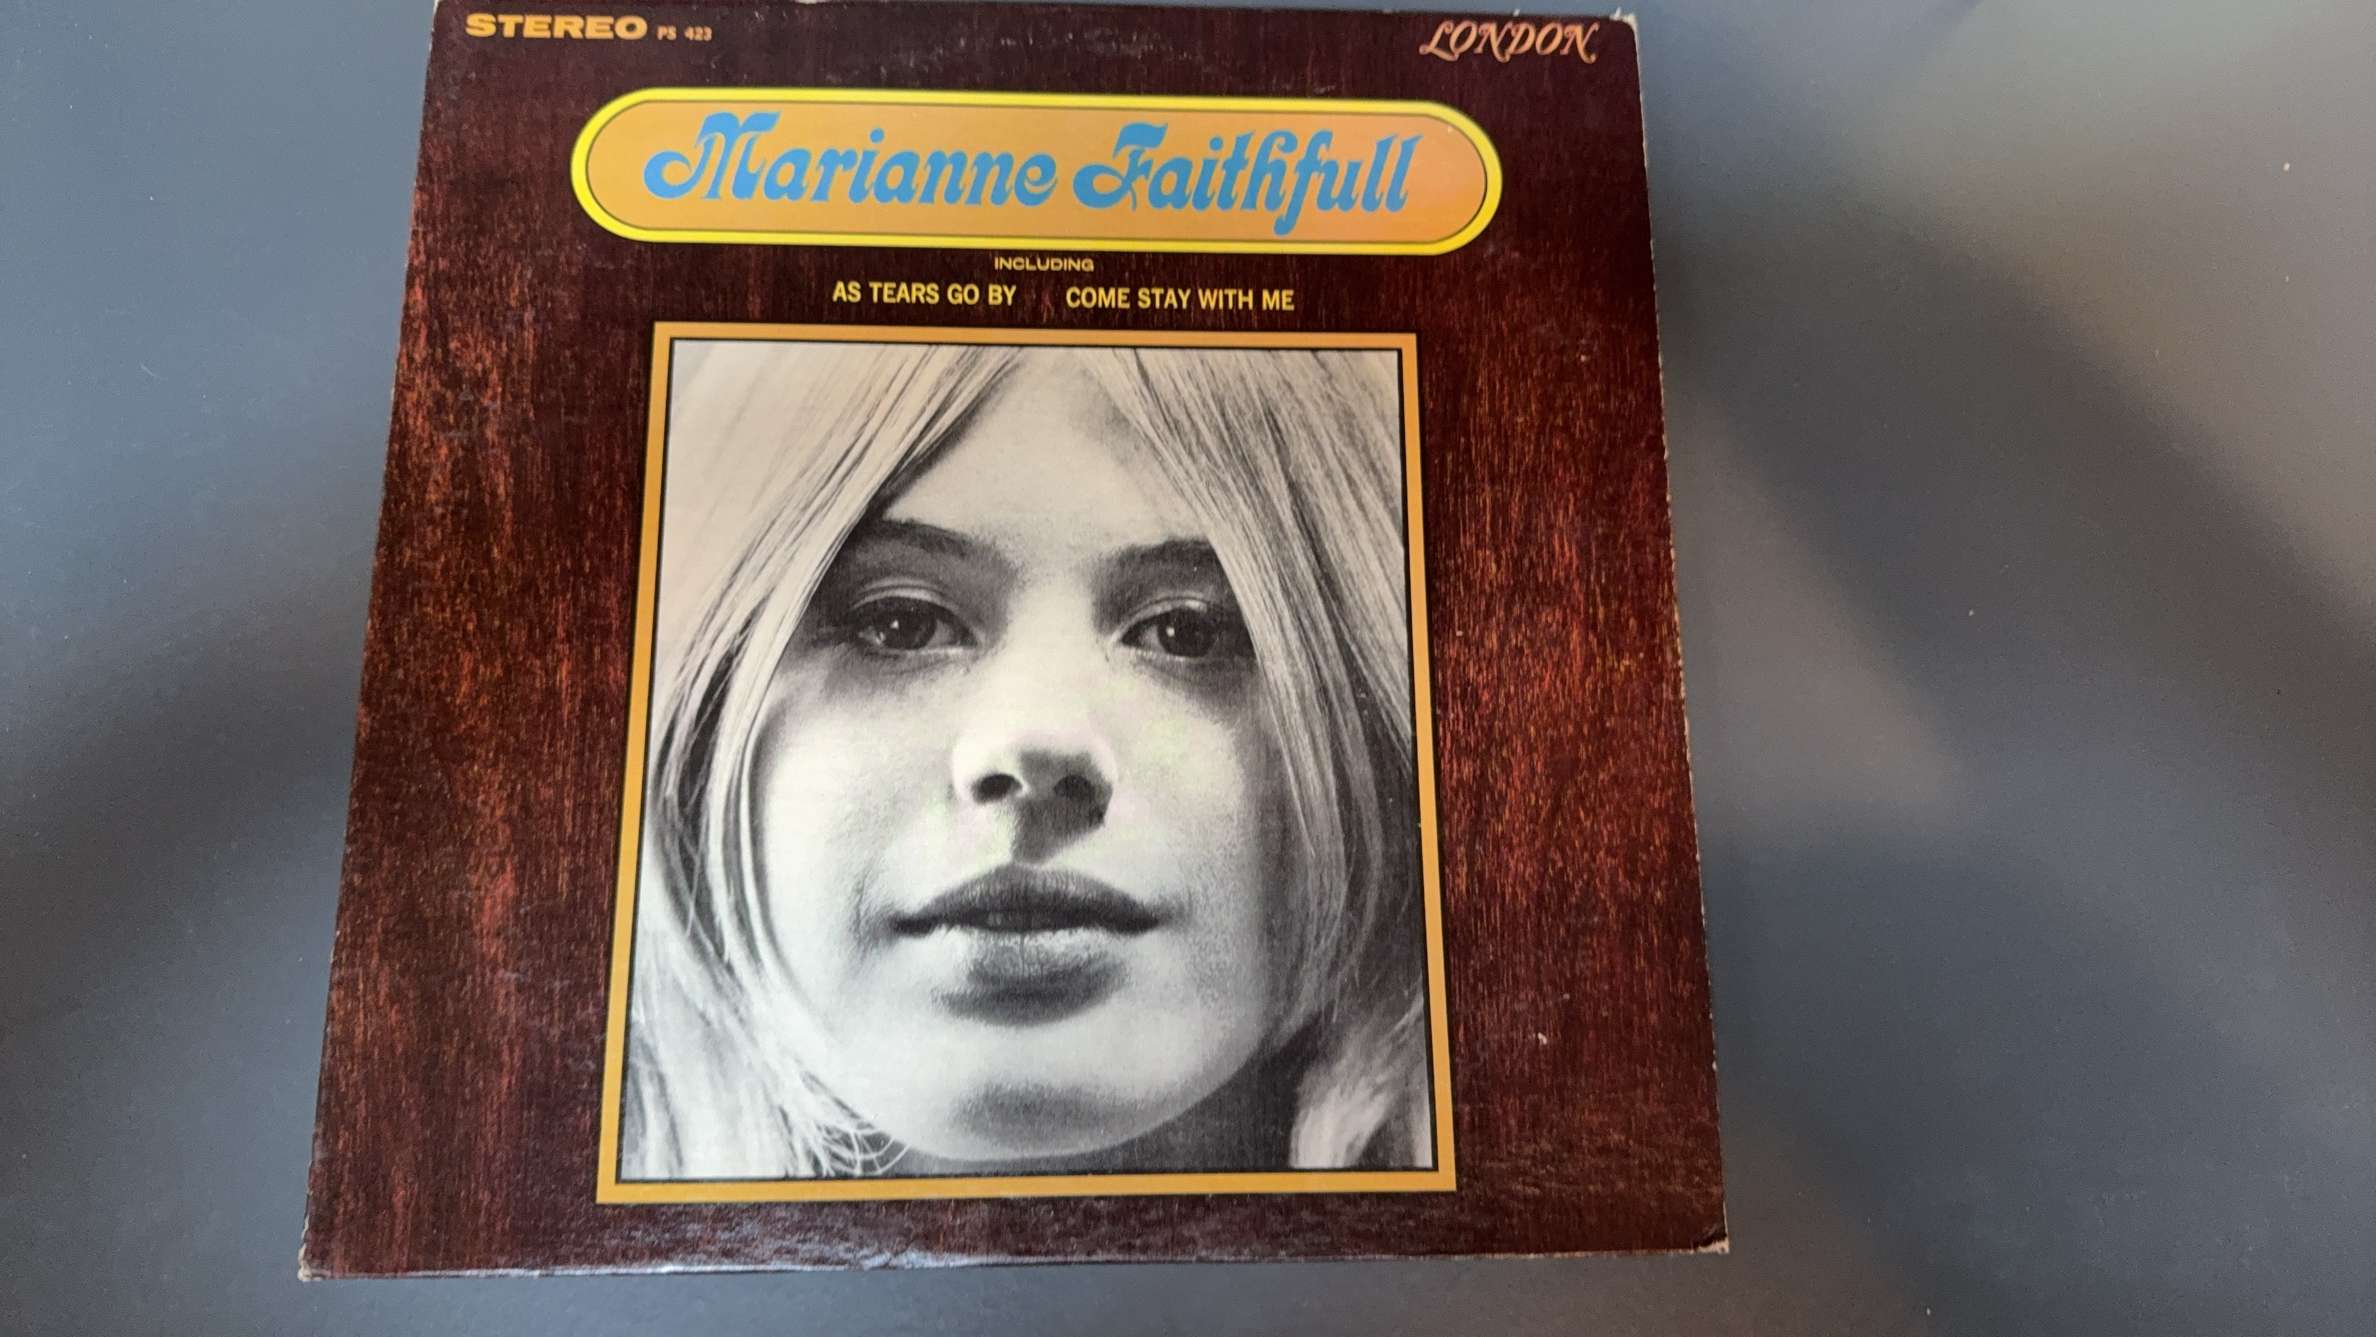 STEREO PS 423
LONDON
Marianne Faithfull
INCLUDING
AS TEARS GO BY COME STAY WITH ME